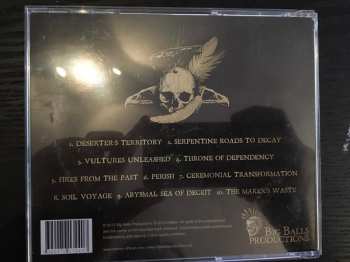 1. DESERTER'S TERRITORY 2. SERPENTINE ROADS TO DECAY
3. VULTURES UNLEASHED 4. THRONE OF DEPENDENCY
5. FIRES FROM THE PAST 6. PERISH 7. CEREMONIAL TRANSFORMATION
8. SOIL VOYAGE 9. ABYSMAL SEA OF DECEIT 10. THE MAKER'S WASTE
BIG BALLS
PRODUCTIONS